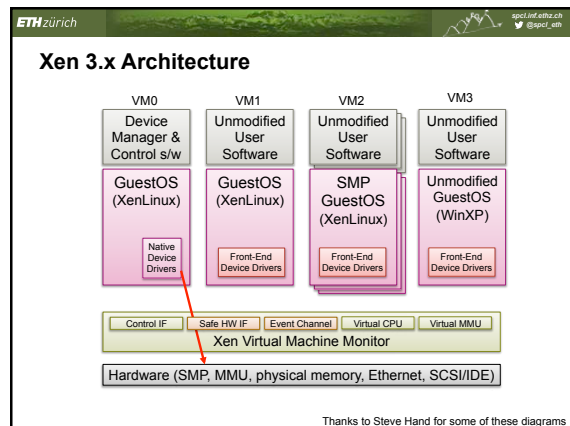 ETH zürich
spcl.inf.ethz.ch
@spcl_eth
Xen 3.x Architecture
VM0
VM1
VM2
VM3
Device
Manager &
Control s/w
Unmodified
User
Software
Unmodified
User
Software
Unmodified
User
Software
GuestOS
(XenLinux)
GuestOS
(XenLinux)
SMP
GuestOS
(XenLinux)
Unmodified
GuestOS
(WinXP)
Native
Device
Drivers
Front-End
Device Drivers
Front-End
Device Drivers
Front-End
Device Drivers
Control IF
Safe HW IF
Event Channel
Virtual CPU
Virtual MMU
Xen Virtual Machine Monitor
Hardware (SMP, MMU, physical memory, Ethernet, SCSI/IDE)
Thanks to Steve Hand for some of these diagrams